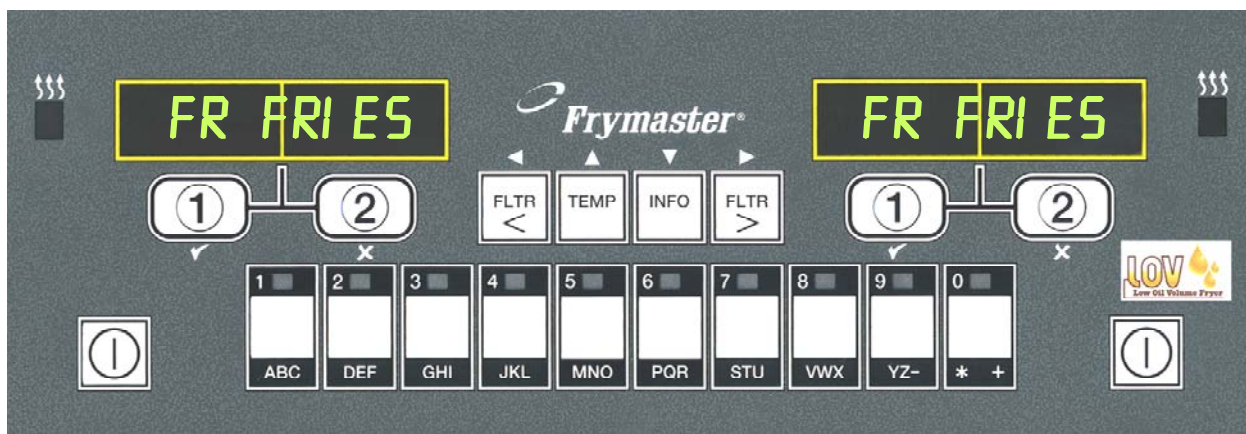 FR FRIES
Frymaster®
FR FRIES
1 2
FLTR < TEMP INFO FLTR >
1 2
LOV
Low Oil Volume Fryer
1 2 3 4 5 6 7 8 9 0
ABC DEF GHI JKL MNO PQR STU VWX YZ- * +